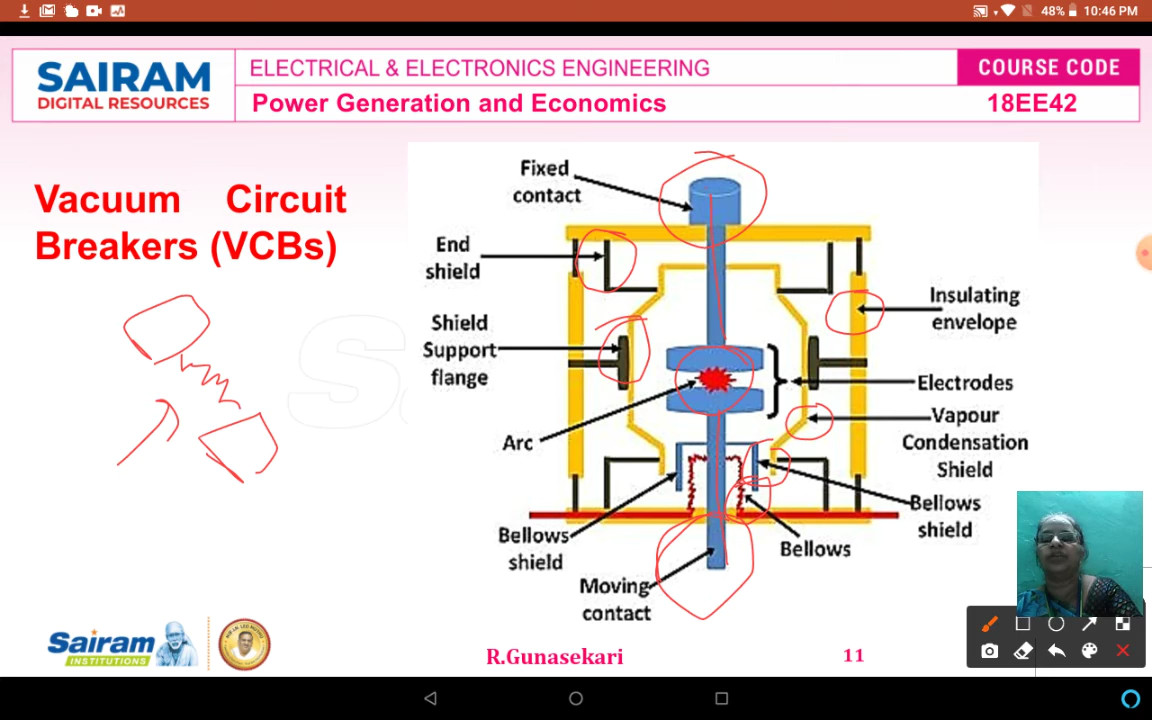 48% 10:46 PM
SAIRAM
DIGITAL RESOURCES
ELECTRICAL & ELECTRONICS ENGINEERING
Power Generation and Economics
COURSE CODE
18EE42
Vacuum Circuit
Breakers (VCBs)
Fixed
contact
End
shield
Shield
Support
flange
Arc
Bellows
shield
Moving
contact
Insulating
envelope
Electrodes
Vapour
Condensation
Shield
Bellows
shield
Bellows
Sairam
INSTITUTIONS
R.Gunasekari
11